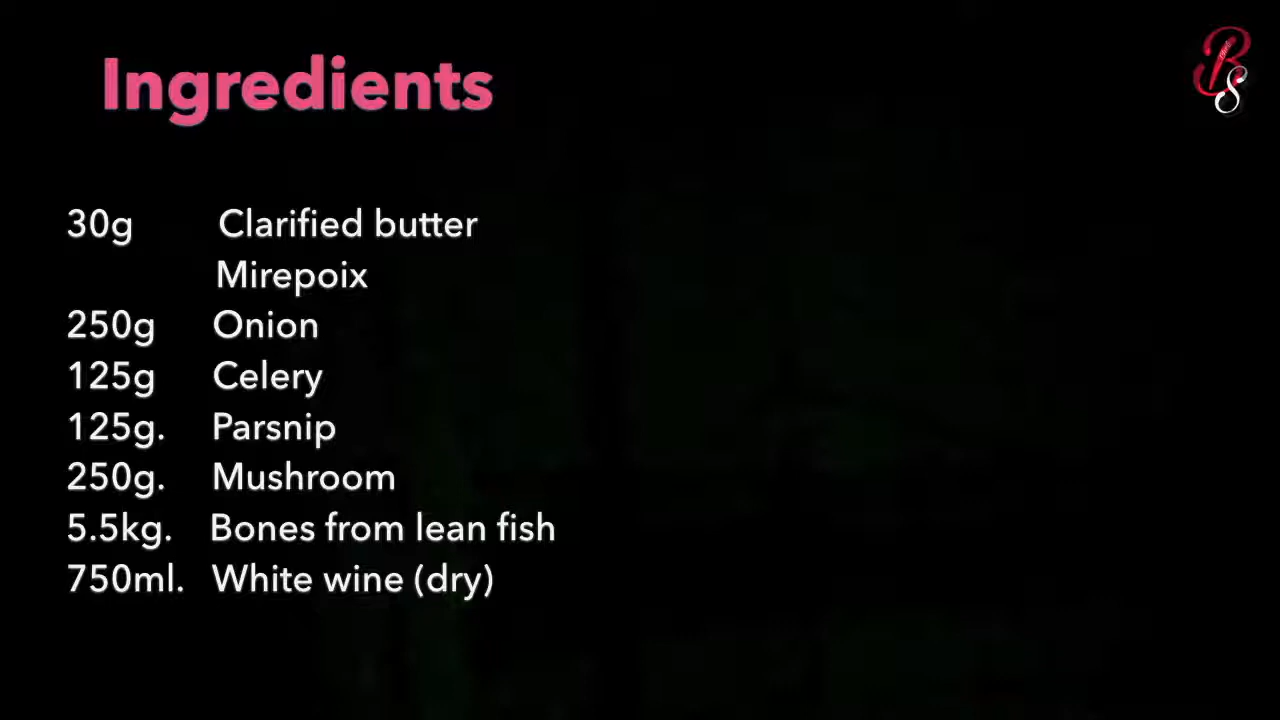 Ingredients
30g Clarified butter
Mirepoix
250g Onion
125g Celery
125g. Parsnip
250g. Mushroom
5.5kg. Bones from lean fish
750ml. White wine (dry)